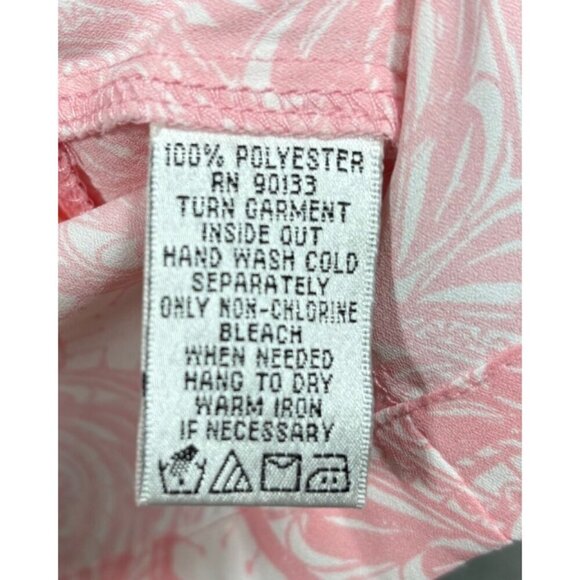 100% POLYESTER
RN 90133
TURN GARMENT
INSIDE OUT
HAND WASH COLD
SEPARATELY
ONLY NON-CHLORINE
BLEACH
WHEN NEEDED
HANG TO DRY
WARM IRON
IF NECESSARY